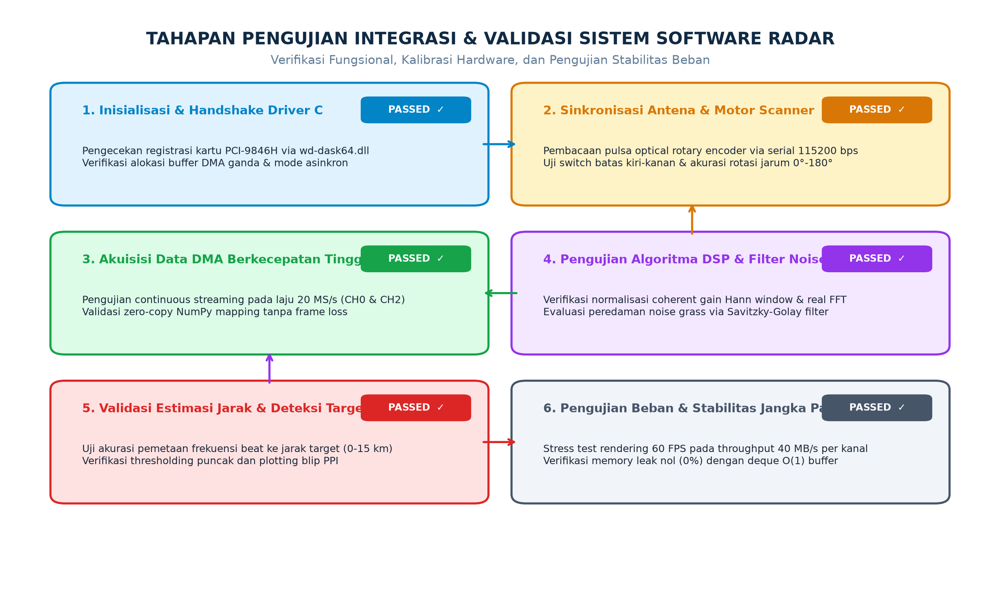 TAHAPAN PENGUJIAN INTEGRASI & VALIDASI SISTEM SOFTWARE RADAR
Verifikasi Fungsional, Kalibrasi Hardware, dan Pengujian Stabilitas Beban
1. Inisialisasi & Handshake Driver C
PASSED ✓
Pengecekan registrasi kartu PCI-9846H via wd-dask64.dll
Verifikasi alokasi buffer DMA ganda & mode asinkron
2. Sinkronisasi Antena & Motor Scanner
PASSED ✓
Pembacaan pulsa optical rotary encoder via serial 115200 bps
Uji switch batas kiri-kanan & akurasi rotasi jarum 0°-180°
3. Akuisisi Data DMA Berkecepatan Tingg
PASSED ✓
Pengujian continuous streaming pada laju 20 MS/s (CH0 & CH2)
Validasi zero-copy NumPy mapping tanpa frame loss
4. Pengujian Algoritma DSP & Filter Noise
PASSED ✓
Verifikasi normalisasi coherent gain Hann window & real FFT
Evaluasi peredaman noise grass via Savitzky-Golay filter
5. Validasi Estimasi Jarak & Deteksi Targe
PASSED ✓
Uji akurasi pemetaan frekuensi beat ke jarak target (0-15 km)
Verifikasi thresholding puncak dan plotting blip PPI
6. Pengujian Beban & Stabilitas Jangka Pa
PASSED ✓
Stress test rendering 60 FPS pada throughput 40 MB/s per kanal
Verifikasi memory leak nol (0%) dengan deque O(1) buffer